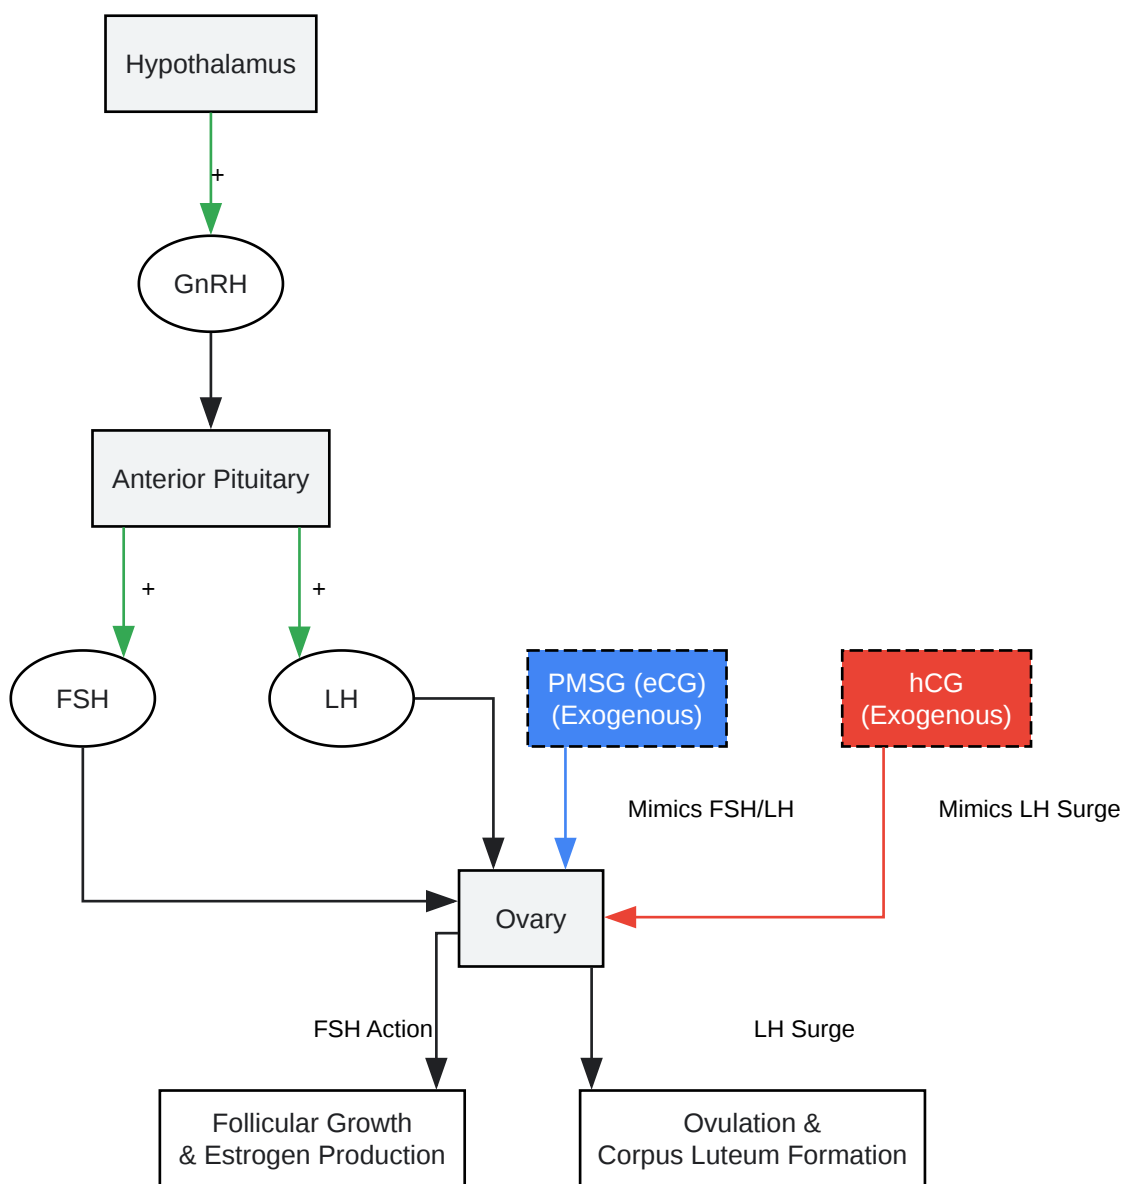 Hypothalamus
+
GnRH
Anterior Pituitary
+
+
FSH
LH
PMSG (eCG)
(Exogenous)
hCG
(Exogenous)
Mimics FSH/LH
Mimics LH Surge
Ovary
FSH Action
LH Surge
Follicular Growth
& Estrogen Production
Ovulation &
Corpus Luteum Formation